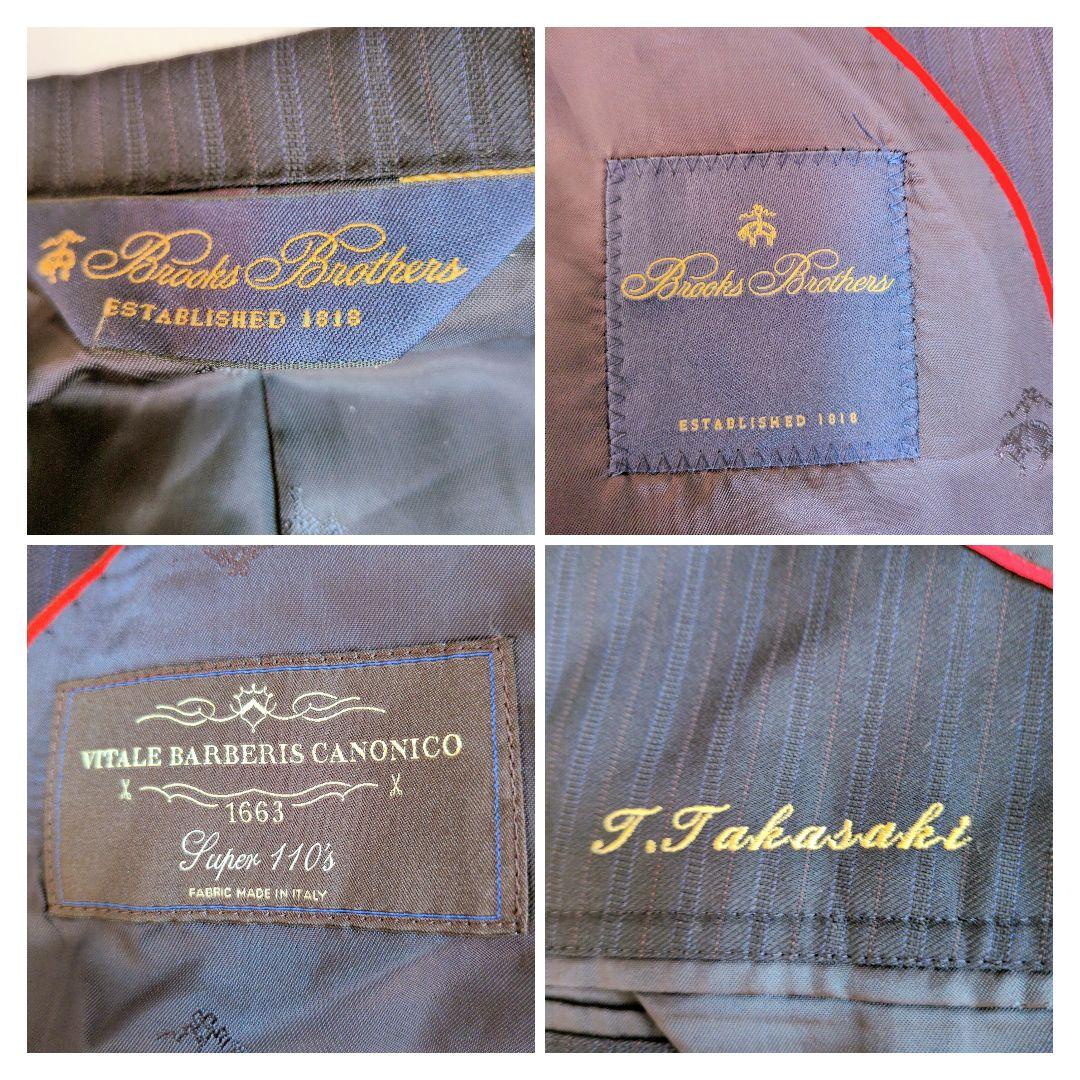 Brooks Brothers
ESTABLISHED 1818
Brooks Brothers
ESTABLISHED 1818
VITALE BARBERIS CANONICO
1663
Super 110's
FABRIC MADE IN ITALY
T.Takasaki